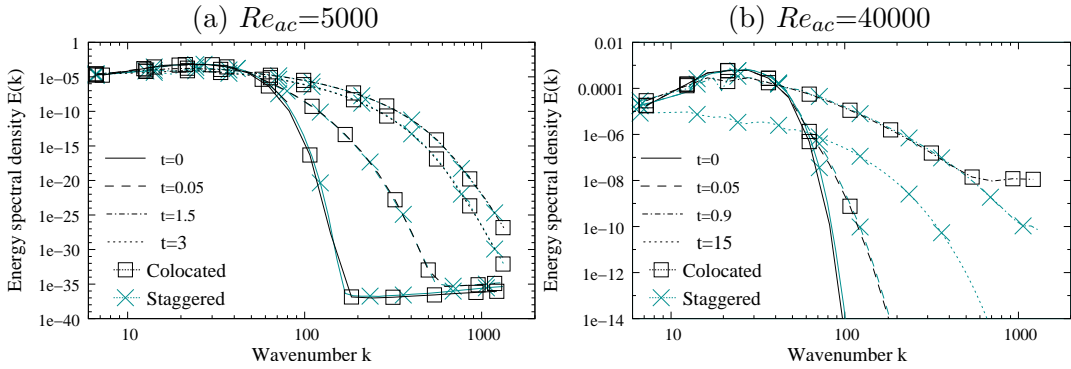 (a) Re_ac=5000
Energy spectral density E(k)
1
1e-05
1e-10
1e-15
1e-20
1e-25
1e-30
1e-35
1e-40
t=0
t=0.05
t=1.5
t=3
Colocated
Staggered
10
100
1000
Wavenumber k
(b) Re_ac=40000
Energy spectral density E(k)
0.01
0.0001
1e-06
1e-08
1e-10
1e-12
1e-14
t=0
t=0.05
t=0.9
t=15
Colocated
Staggered
10
100
1000
Wavenumber k